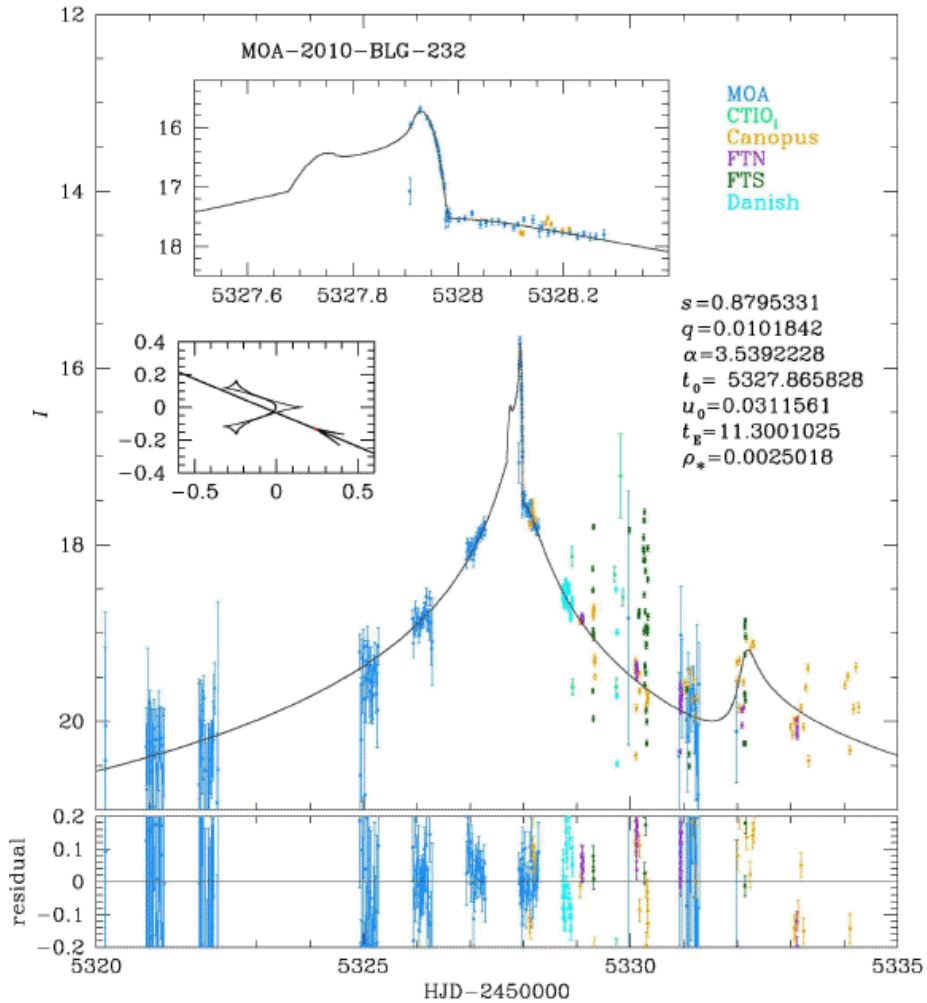 MOA−2010−BLG−232
12
14
16
18
20
I
16
17
18
5327.6
5327.8
5328
5328.2
MOA
CTIO_I
Canopus
FTN
FTS
Danish
s=0.8795331
q=0.0101842
α=3.5392228
t₀= 5327.865828
u₀=0.0311561
t_E=11.3001025
ρ_*=0.0025018
0.4
0.2
0
−0.2
−0.4
−0.5
0
0.5
residual
0.2
0.1
0
−0.1
−0.2
5320
5325
5330
5335
HJD−2450000